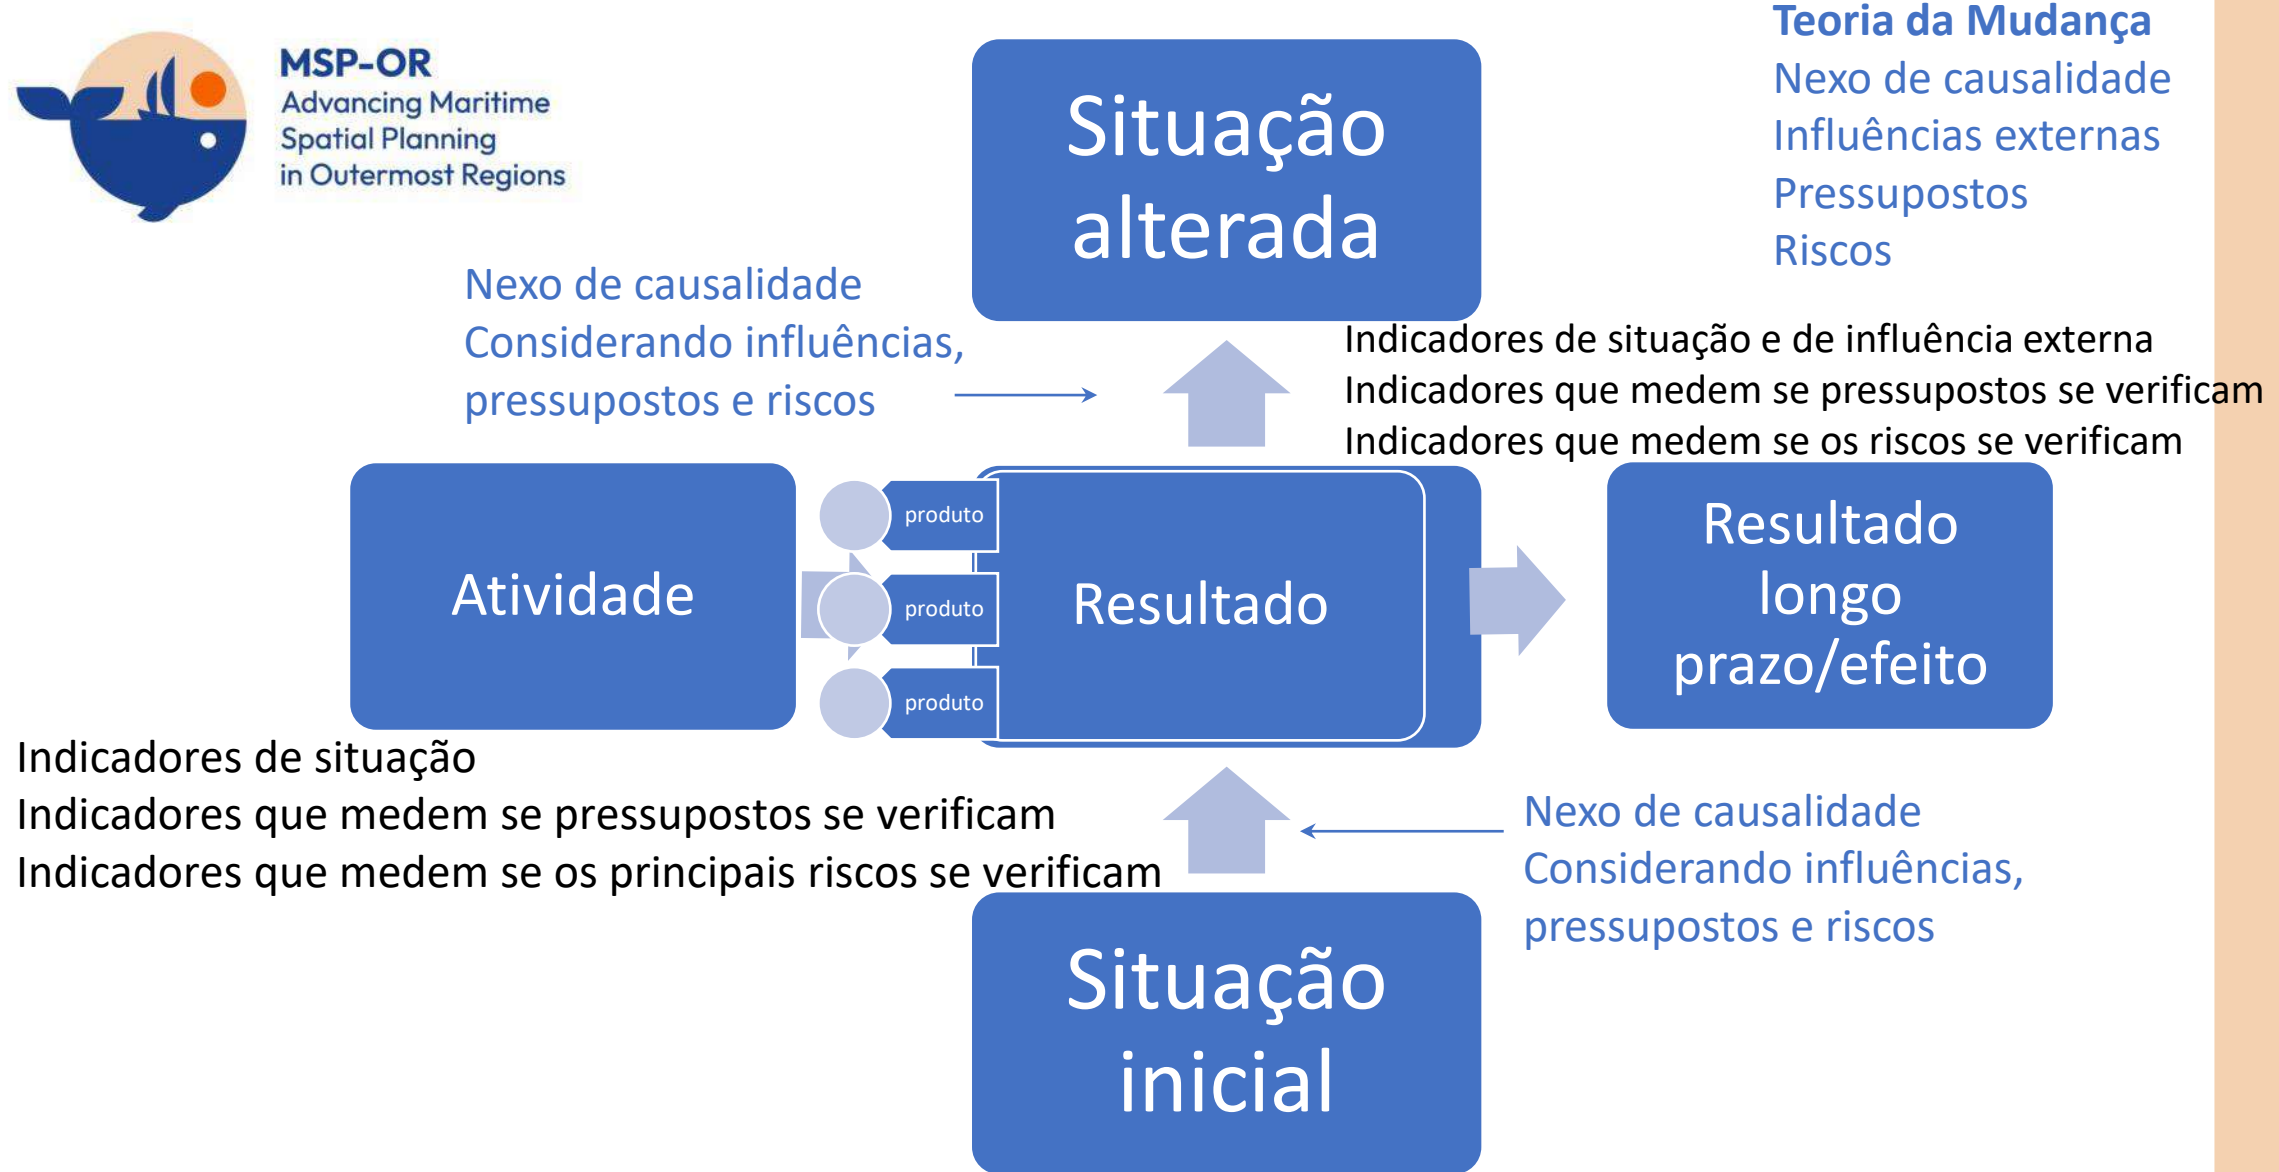 MSP-OR
Advancing Maritime
Spatial Planning
in Outermost Regions
Situação
alterada
Teoria da Mudança
Nexo de causalidade
Influências externas
Pressupostos
Riscos
Nexo de causalidade
Considerando influências,
pressupostos e riscos
Indicadores de situação e de influência externa
Indicadores que medem se pressupostos se verificam
Indicadores que medem se os riscos se verificam
Atividade
produto
produto
produto
Resultado
Resultado
longo
prazo/efeito
Indicadores de situação
Indicadores que medem se pressupostos se verificam
Indicadores que medem se os principais riscos se verificam
Nexo de causalidade
Considerando influências,
pressupostos e riscos
Situação
inicial